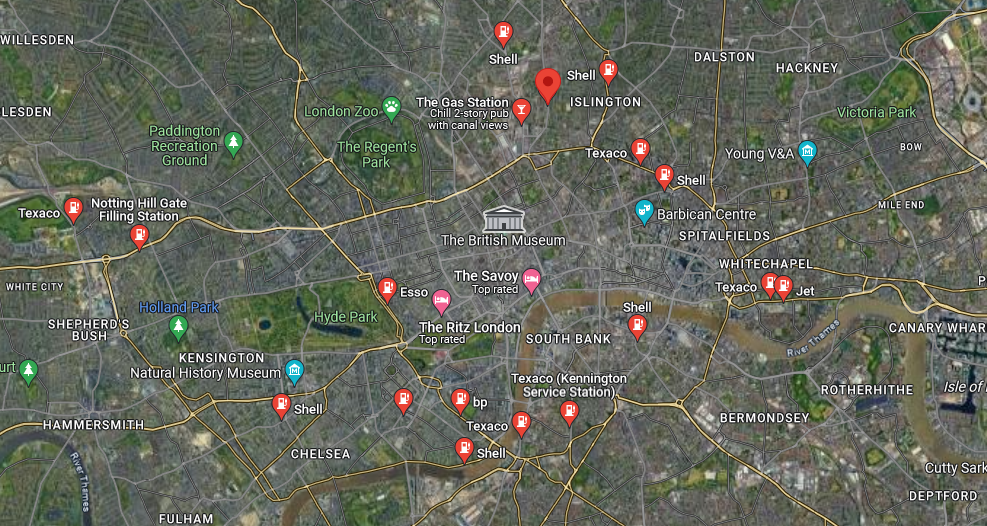 WILLESDEN
Shell
DALSTON
HACKNEY
Shell
LESDEN
London Zoo
The Gas Station
Chill 2-story pub
with canal views
ISLINGTON
Victoria Park
Paddington
Recreation
Ground
The Regent's
Park
Texaco
Young V&A
BOW
Shell
Texaco
Notting Hill Gate
Filling Station
Barbican Centre
MILE END
The British Museum
SPITALFIELDS
WHITECHAPEL
WHITE CITY
The Savoy
Top rated
Texaco
Jet
Esso
Holland Park
Hyde Park
Shell
The Ritz London
Top rated
SHEPHERD'S
BUSH
SOUTH BANK
River Thames
CANARY WHAR
KENSINGTON
Natural History Museum
urt
Texaco (Kennington
Service Station)
ROTHERHITHE
Isle of
Shell
bp
HAMMERSMITH
Texaco
BERMONDSEY
CHELSEA
Shell
River Thames
Cutty Sark
DEPTFORD
FULHAM